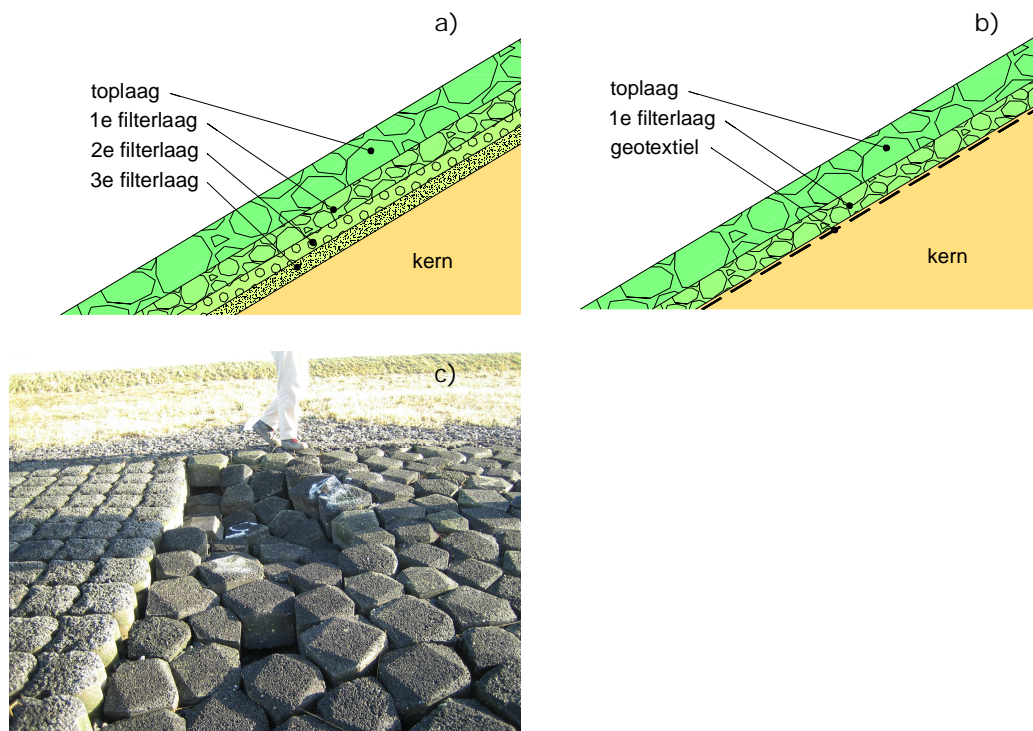 a)
toplaag
1e filterlaag
2e filterlaag
3e filterlaag
kern
b)
toplaag
1e filterlaag
geotextiel
kern
c)